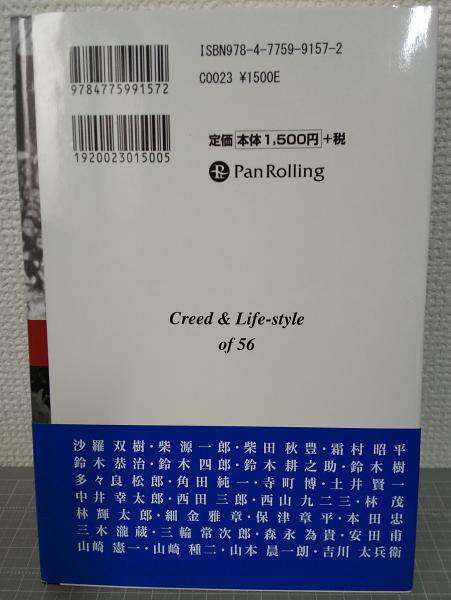 ISBN978-4-7759-9157-2
C0023 ¥1500E
9784775991572
1920023015005
定価 本体1,500円 +税
PanRolling
Creed & Life-style
of 56
沙羅 双樹・柴 源一郎・柴田 秋豊・霜村 昭平
鈴木 恭治・鈴木 四郎・鈴木 耕之助・鈴木 樹
多々良 松郎・角田 純一・寺町 博・土井 賢一
中井 幸太郎・西田 三郎・西山 九二三・林 茂
林 輝太郎・細金 雅章・保津 章平・本田 忠
三木 瀧蔵・三輪 常次郎・森永 為貴・安田 甫
山崎 憲一・山崎 種二・山本 晨一朗・吉川 太兵衛